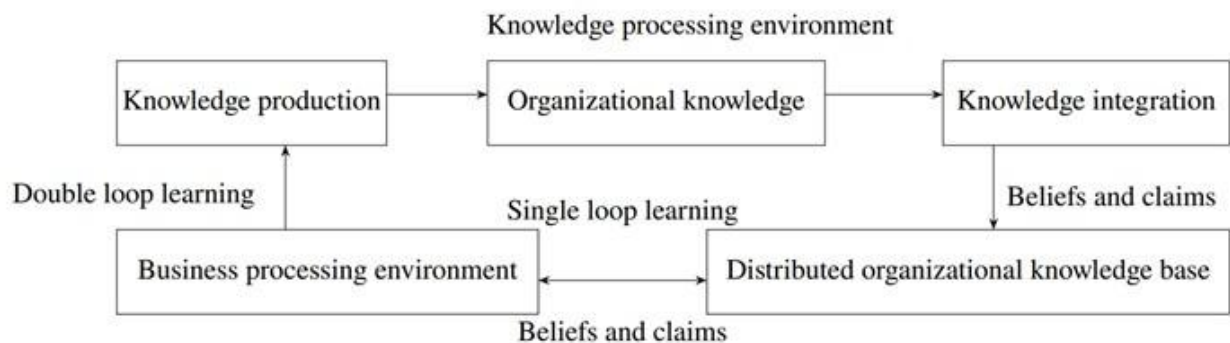 Knowledge processing environment
Knowledge production
Organizational knowledge
Knowledge integration
Double loop learning
Single loop learning
Beliefs and claims
Business processing environment
Distributed organizational knowledge base
Beliefs and claims